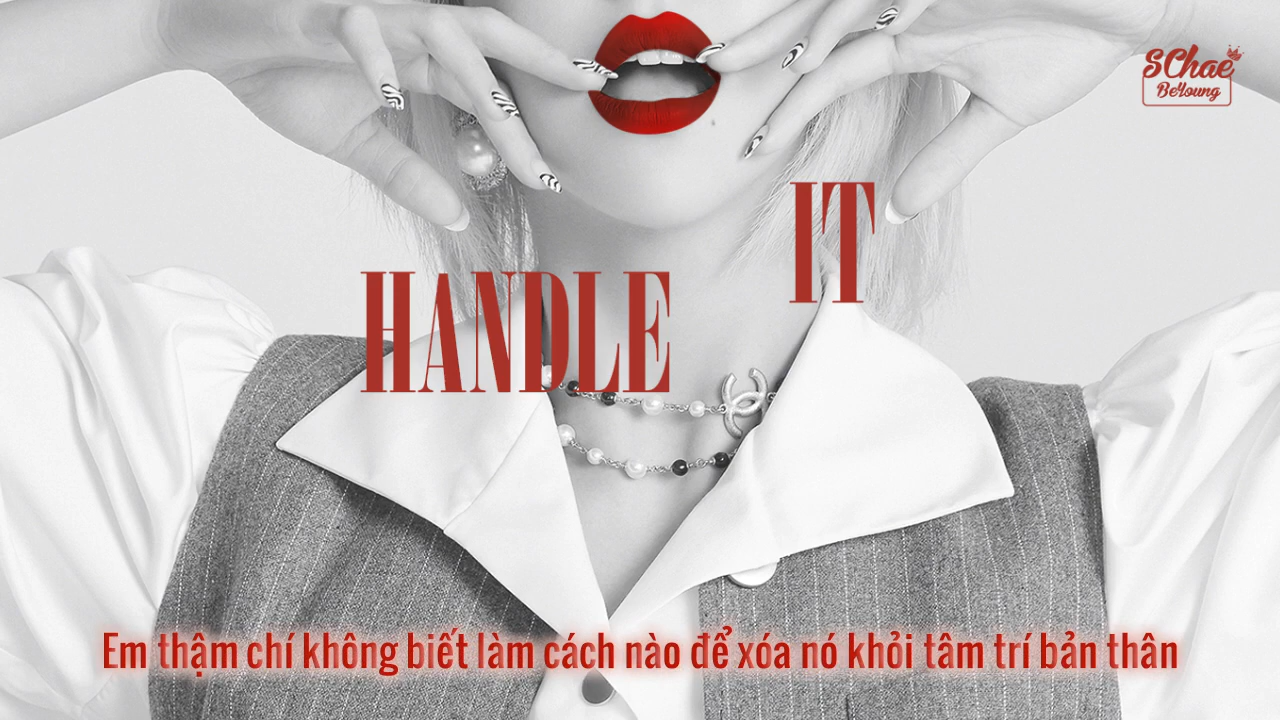 SChae
BeYoung
IT
HANDLE
Em thậm chí không biết làm cách nào để xóa nó khỏi tâm trí bản thân